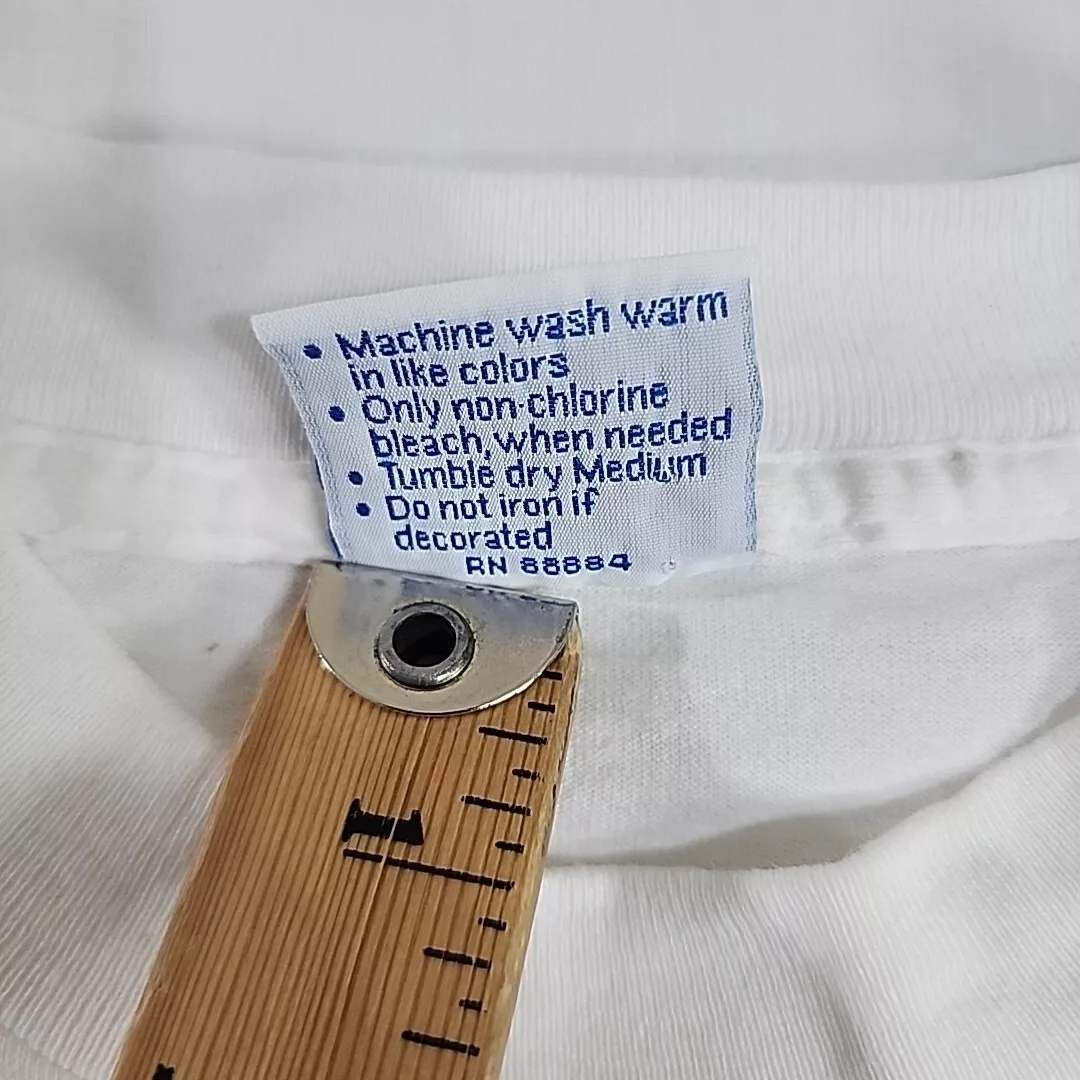 • Machine wash warm
in like colors
• Only non-chlorine
bleach, when needed
• Tumble dry Medium
• Do not iron if
decorated
RN 88884
1